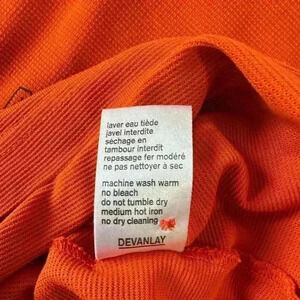 laver eau tiède
javel interdite
séchage en
tambour interdit
repassage fer modéré
ne pas nettoyer à sec
machine wash warm
no bleach
do not tumble dry
medium hot iron
no dry cleaning
DEVANLAY